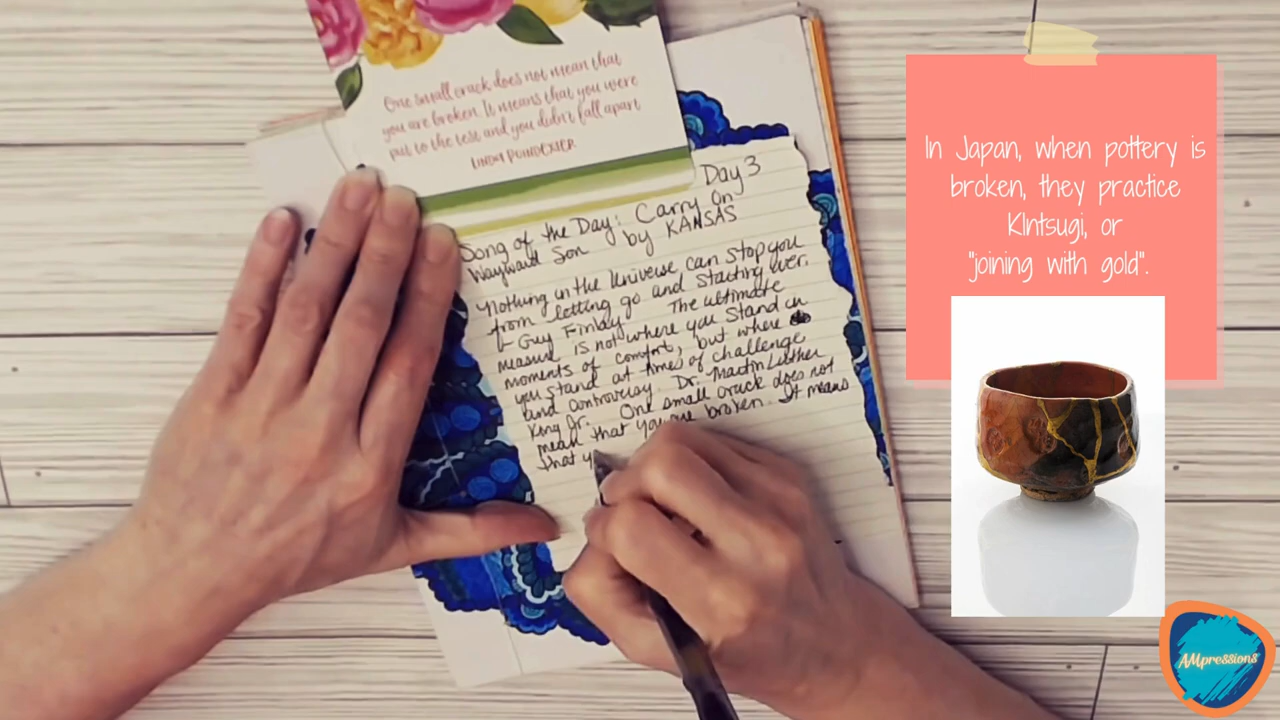 One small crack does not mean that
you are broken. It means that you were
put to the test and you didn't fall apart
LINDA POINDEXTER
Day 3
Song of the Day: Carry On
Wayward Son by KANSAS
Nothing in the Universe can stop you
from letting go and starting over.
- Guy Finlay The ultimate
measure is not where you stand in
moments of comfort, but where
you stand at times of challenge
and controversy. Dr. Martin Luther
King Jr. One small crack does not
mean that you are broken. It means
that y
In Japan, when pottery is
broken, they practice
KIntsugi, or
"joining with gold".
AMpressions